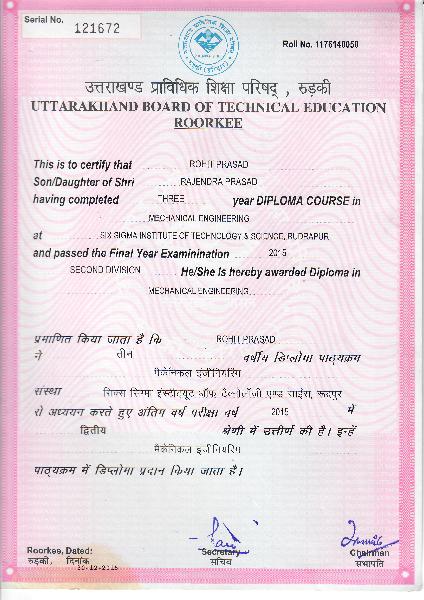 Serial No.
121672
Roll No. 1176140050
उत्तराखण्ड प्राविधिक शिक्षा परिषद् , रुड़की
UTTARAKHAND BOARD OF TECHNICAL EDUCATION
ROORKEE
This is to certify that ROHIT PRASAD
Son/Daughter of Shri RAJENDRA PRASAD
having completed THREE year DIPLOMA COURSE in
MECHANICAL ENGINEERING
at SIX SIGMA INSTITUTE OF TECHNOLOGY & SCIENCE, RUDRAPUR
and passed the Final Year Examinination 2015
SECOND DIVISION He/She Is hereby awarded Diploma in
MECHANICAL ENGINEERING
प्रमाणित किया जाता है कि ROHIT PRASAD
ने तीन वर्षीय डिप्लोमा पाठ्यक्रम
मैकेनिकल इंजीनियरिंग
संस्था सिक्स सिग्मा इंस्टीट्यूट ऑफ टैक्नोलॉजी एण्ड साइंस, रूद्रपुर
से अध्ययन करते हुए अंतिम वर्ष परीक्षा वर्ष 2015 में
द्वितीय श्रेणी में उत्तीर्ण की है। इन्हें
मैकेनिकल इंजीनियरिंग
पाठ्यक्रम में डिप्लोमा प्रदान किया जाता है।
Roorkee, Dated:
रुड़की, दिनांक
30-12-2015
Secretary
सचिव
Chairman
सभापति